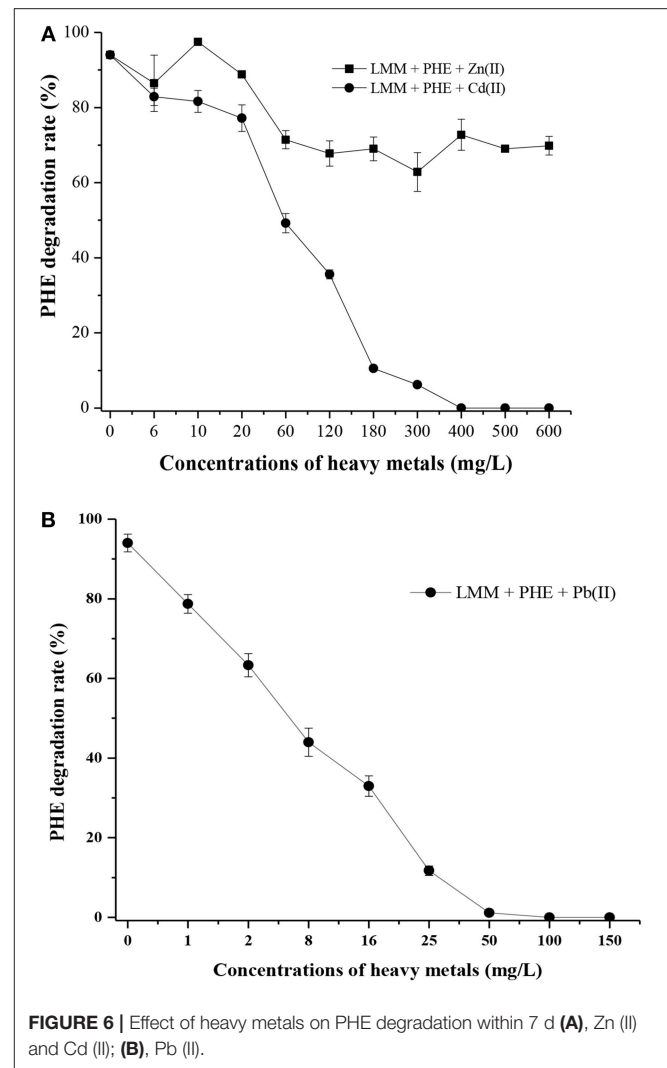 A
100
80
60
40
20
0
PHE degradation rate (%)
LMM + PHE + Zn(II)
LMM + PHE + Cd(II)
0 6 10 20 60 120 180 300 400 500 600
Concentrations of heavy metals (mg/L)
B
100
80
60
40
20
0
PHE degradation rate (%)
LMM + PHE + Pb(II)
0 1 2 8 16 25 50 100 150
Concentrations of heavy metals (mg/L)
FIGURE 6 | Effect of heavy metals on PHE degradation within 7 d (A), Zn (II)
and Cd (II); (B), Pb (II).